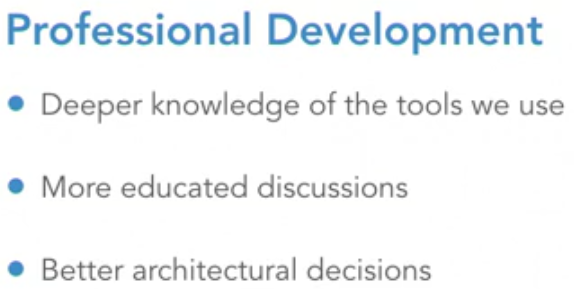 Professional Development
Deeper knowledge of the tools we use
More educated discussions
Better architectural decisions